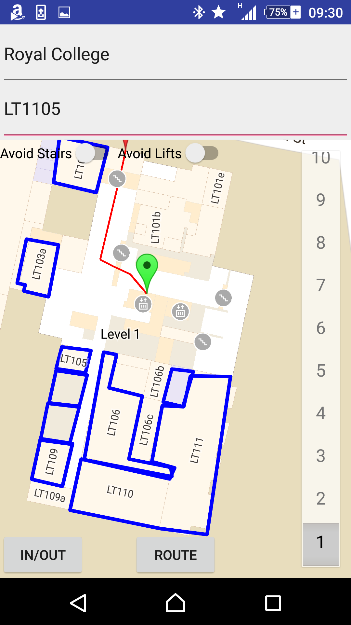 H
75%
09:30
Royal College
LT1105
Avoid Stairs
Avoid Lifts
10
LT101e
9
LT101b
8
LT103a
7
6
Level 1
LT105
5
LT106b
4
LT106
LT106c
LT111
3
LT109
LT110
2
LT109a
1
IN/OUT
ROUTE